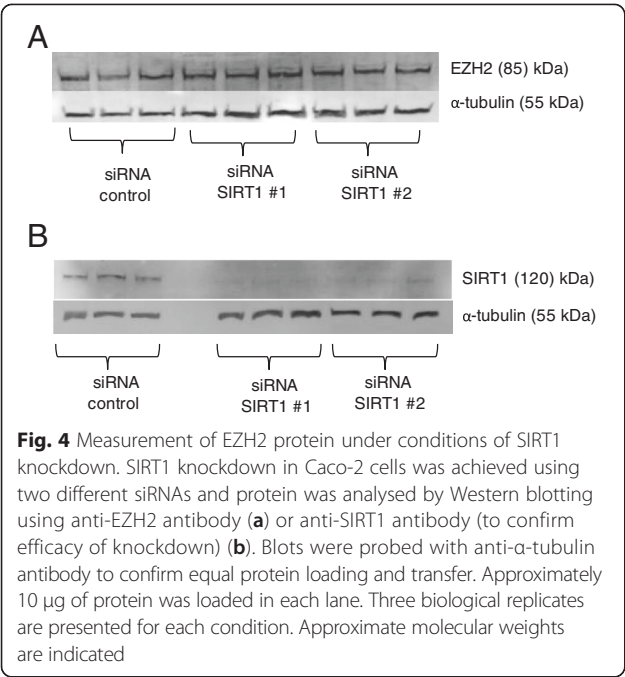 A
EZH2 (85) kDa)
α-tubulin (55 kDa)
siRNA
control
siRNA
SIRT1 #1
siRNA
SIRT1 #2
B
SIRT1 (120) kDa)
α-tubulin (55 kDa)
siRNA
control
siRNA
SIRT1 #1
siRNA
SIRT1 #2
Fig. 4 Measurement of EZH2 protein under conditions of SIRT1
knockdown. SIRT1 knockdown in Caco-2 cells was achieved using
two different siRNAs and protein was analysed by Western blotting
using anti-EZH2 antibody (a) or anti-SIRT1 antibody (to confirm
efficacy of knockdown) (b). Blots were probed with anti-α-tubulin
antibody to confirm equal protein loading and transfer. Approximately
10 μg of protein was loaded in each lane. Three biological replicates
are presented for each condition. Approximate molecular weights
are indicated